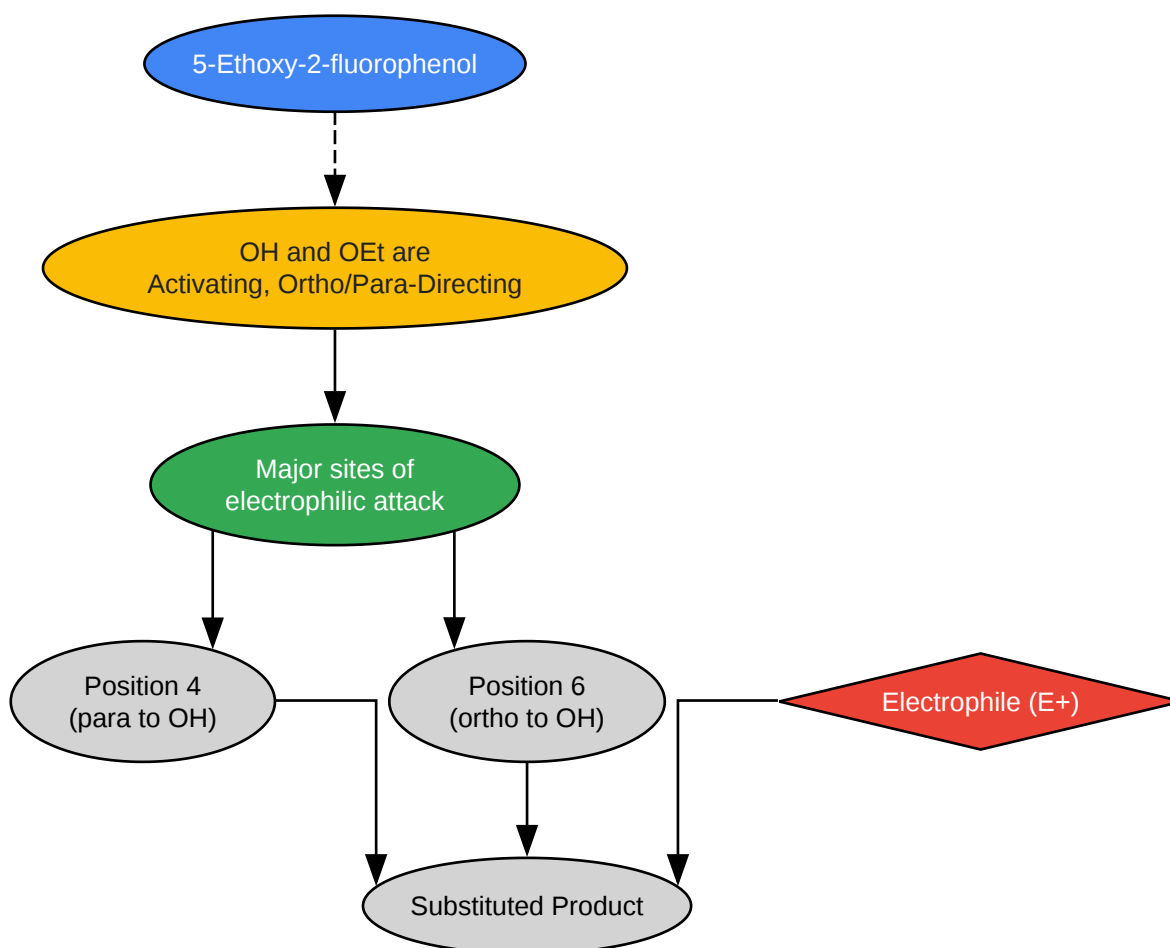 5-Ethoxy-2-fluorophenol
OH and OEt are
Activating, Ortho/Para-Directing
Major sites of
electrophilic attack
Position 4
(para to OH)
Position 6
(ortho to OH)
Electrophile (E+)
Substituted Product